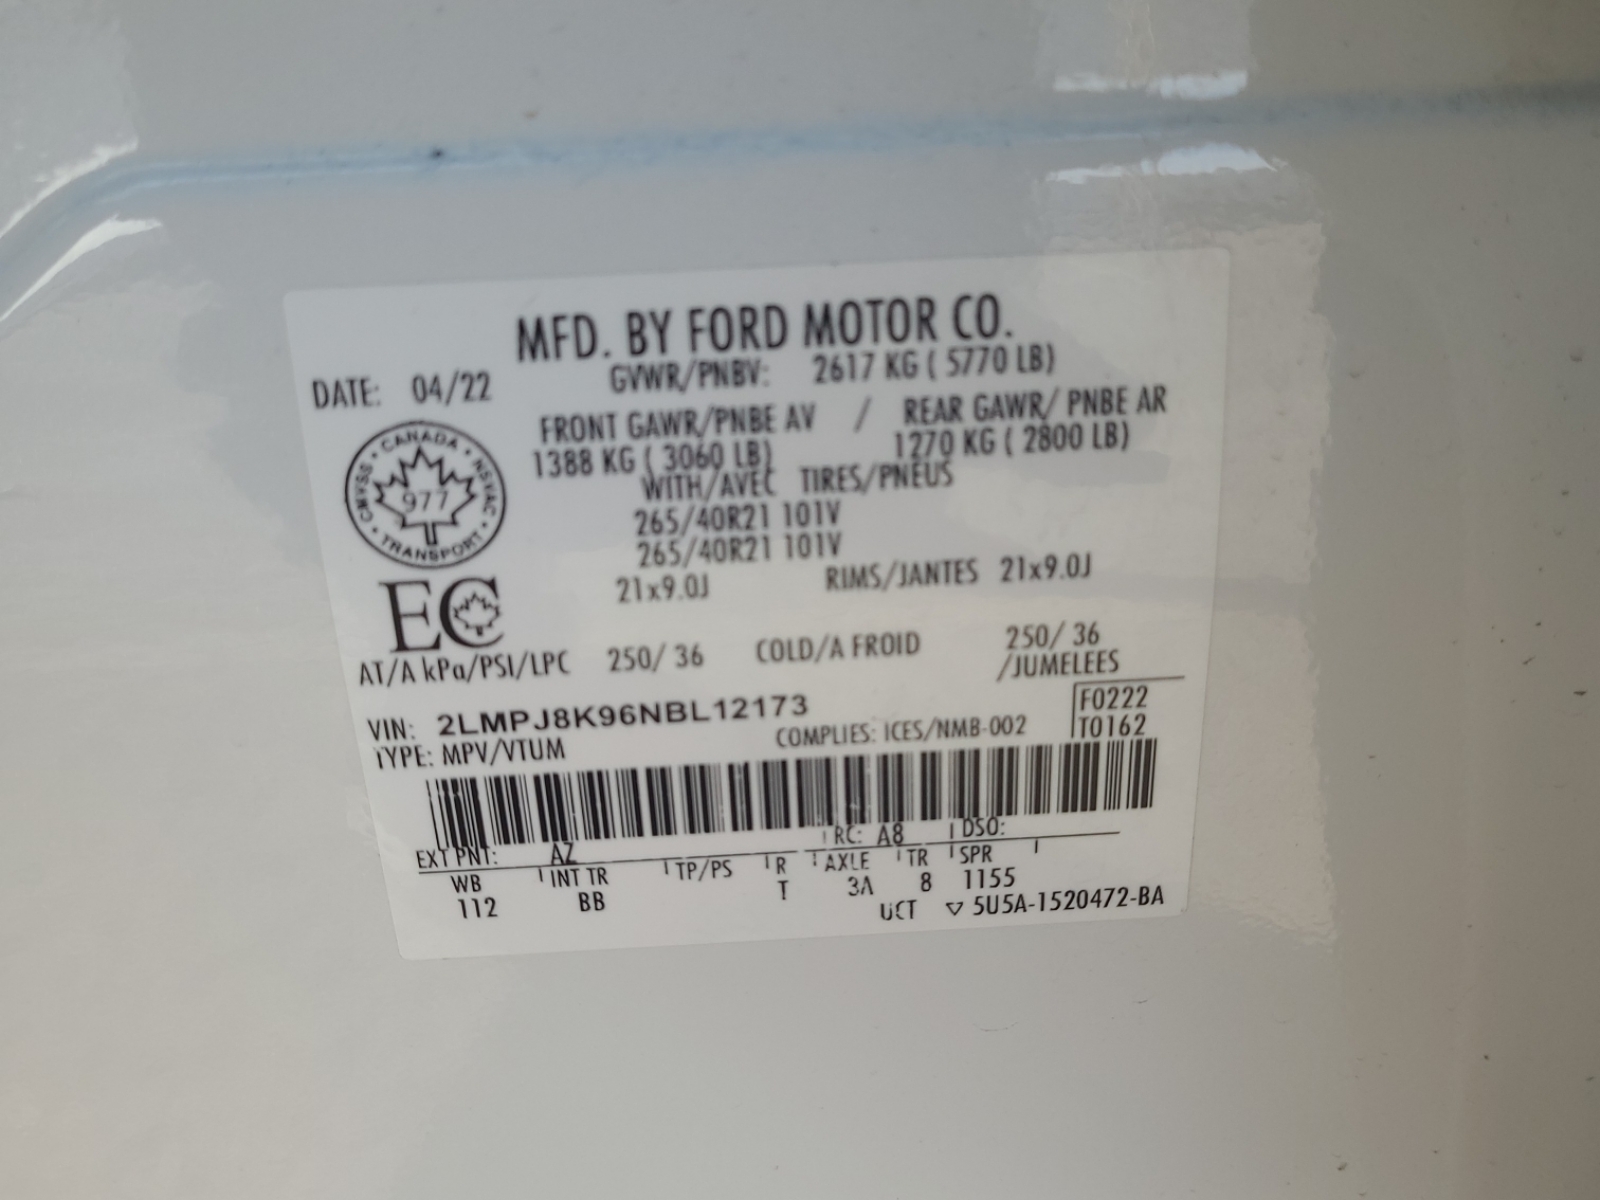 MFD. BY FORD MOTOR CO.
DATE: 04/22
GVWR/PNBV: 2617 KG ( 5770 LB)
FRONT GAWR/PNBE AV / REAR GAWR/ PNBE AR
1388 KG ( 3060 LB) 1270 KG ( 2800 LB)
WITH/AVEC TIRES/PNEUS
265/40R21 101V
265/40R21 101V
21x9.0J RIMS/JANTES 21x9.0J
CANADA
CMVSS NSVAC
977
TRANSPORT
EC
AT/A kPa/PSI/LPC 250/ 36 COLD/A FROID 250/ 36
/JUMELEES
VIN: 2LMPJ8K96NBL12173
F0222
TYPE: MPV/VTUM COMPLIES: ICES/NMB-002 T0162
EXT PNT: AZ RC: A8 DSO:
WB INT TR TP/PS R AXLE TR SPR
112 BB T 3A 8 1155
UCT ▽ 5U5A-1520472-BA